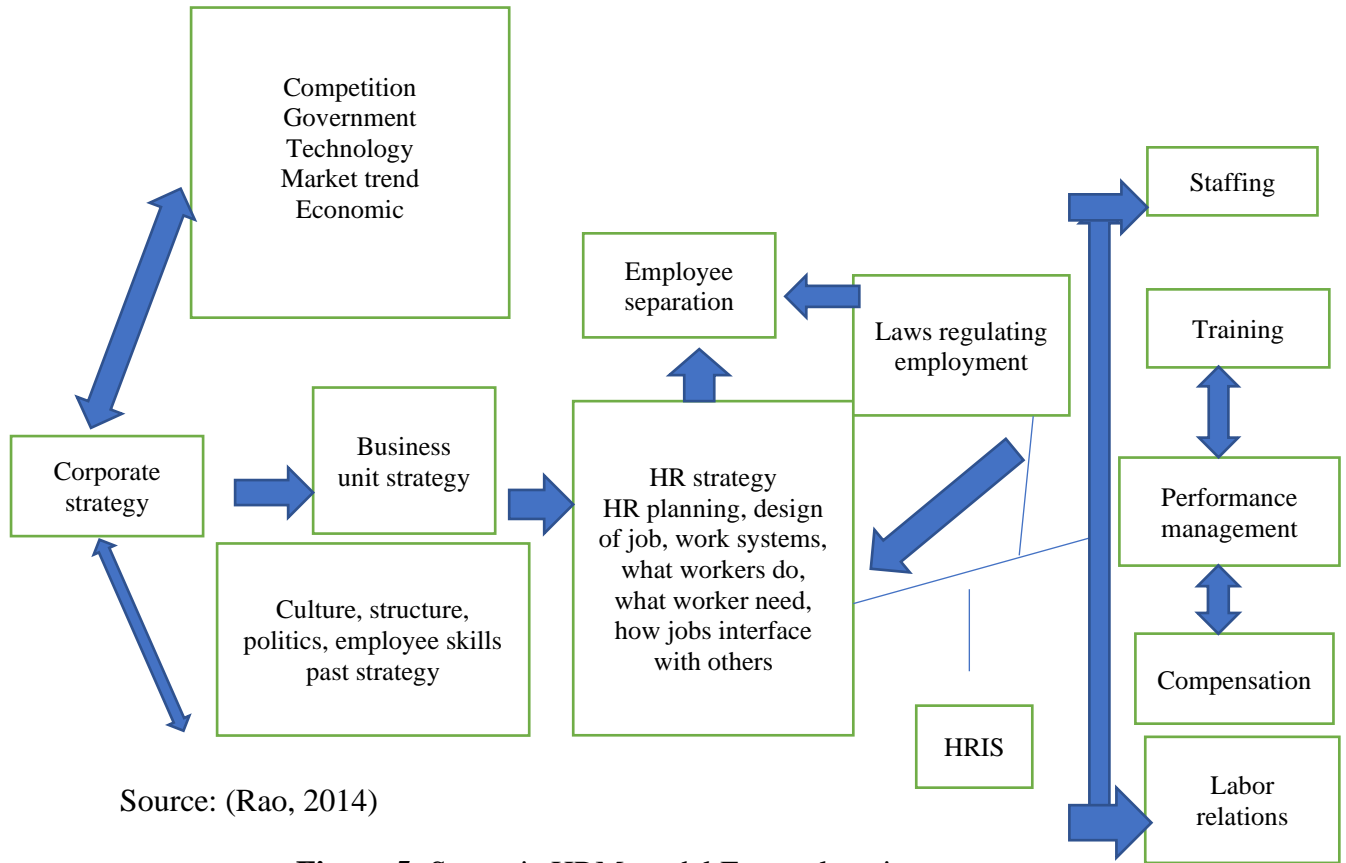 Competition
Government
Technology
Market trend
Economic
Staffing
Employee
separation
Laws regulating
employment
Training
Corporate
strategy
Business
unit strategy
HR strategy
HR planning, design
of job, work systems,
what workers do,
what worker need,
how jobs interface
with others
Performance
management
Culture, structure,
politics, employee skills
past strategy
Compensation
HRIS
Labor
relations
Source: (Rao, 2014)